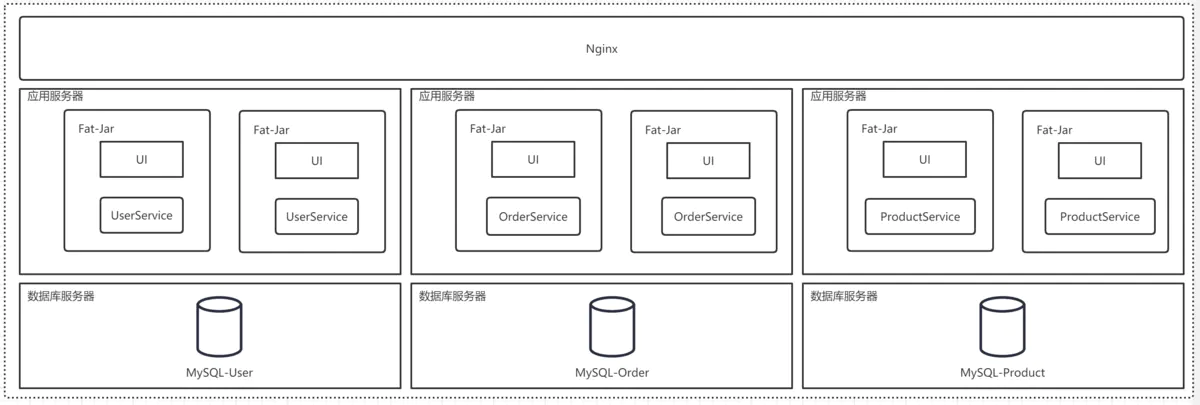 Nginx
应用服务器
Fat-Jar
UI
UserService
Fat-Jar
UI
UserService
应用服务器
Fat-Jar
UI
OrderService
Fat-Jar
UI
OrderService
应用服务器
Fat-Jar
UI
ProductService
Fat-Jar
UI
ProductService
数据库服务器
MySQL-User
数据库服务器
MySQL-Order
数据库服务器
MySQL-Product